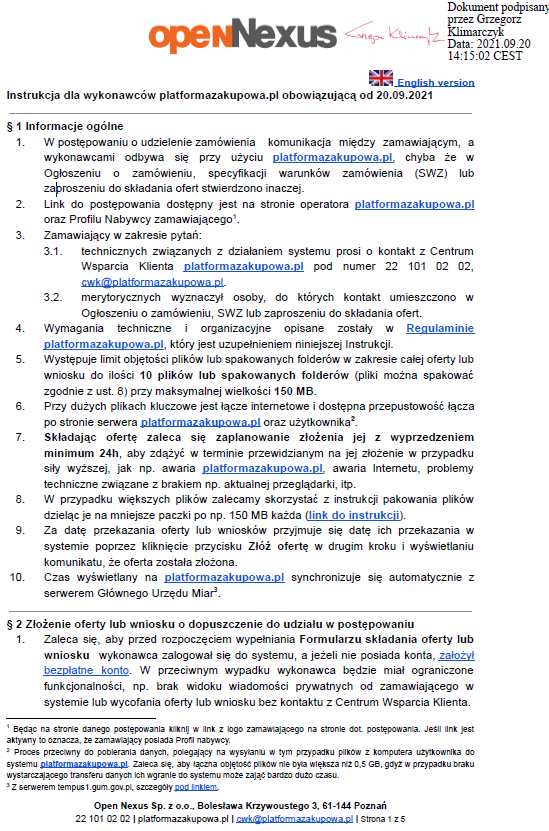 openNexus
Dokument podpisany
przez Grzegorz
Klimarczyk
Data: 2021.09.20
14:15:02 CEST
English version
Instrukcja dla wykonawców platformazakupowa.pl obowiązującą od 20.09.2021
§ 1 Informacje ogólne
1. W postępowaniu o udzielenie zamówienia komunikacja między zamawiającym, a
wykonawcami odbywa się przy użyciu platformazakupowa.pl, chyba że w
Ogłoszeniu o zamówieniu, specyfikacji warunków zamówienia (SWZ) lub
zaproszeniu do składania ofert stwierdzono inaczej.
2. Link do postępowania dostępny jest na stronie operatora platformazakupowa.pl
oraz Profilu Nabywcy zamawiającego¹.
3. Zamawiający w zakresie pytań:
3.1. technicznych związanych z działaniem systemu prosi o kontakt z Centrum
Wsparcia Klienta platformazakupowa.pl pod numer 22 101 02 02,
cwk@platformazakupowa.pl.
3.2. merytorycznych wyznaczył osoby, do których kontakt umieszczono w
Ogłoszeniu o zamówieniu, SWZ lub zaproszeniu do składania ofert.
4. Wymagania techniczne i organizacyjne opisane zostały w Regulaminie
platformazakupowa.pl, który jest uzupełnieniem niniejszej Instrukcji.
5. Występuje limit objętości plików lub spakowanych folderów w zakresie całej oferty lub
wniosku do ilości 10 plików lub spakowanych folderów (pliki można spakować
zgodnie z ust. 8) przy maksymalnej wielkości 150 MB.
6. Przy dużych plikach kluczowe jest łącze internetowe i dostępna przepustowość łącza
po stronie serwera platformazakupowa.pl oraz użytkownika².
7. Składając ofertę zaleca się zaplanowanie złożenia jej z wyprzedzeniem
minimum 24h, aby zdążyć w terminie przewidzianym na jej złożenie w przypadku
siły wyższej, jak np. awaria platformazakupowa.pl, awaria Internetu, problemy
techniczne związane z brakiem np. aktualnej przeglądarki, itp.
8. W przypadku większych plików zalecamy skorzystać z instrukcji pakowania plików
dzieląc je na mniejsze paczki po np. 150 MB każda (link do instrukcji).
9. Za datę przekazania oferty lub wniosków przyjmuje się datę ich przekazania w
systemie poprzez kliknięcie przycisku Złóż ofertę w drugim kroku i wyświetlaniu
komunikatu, że oferta została złożona.
10. Czas wyświetlany na platformazakupowa.pl synchronizuje się automatycznie z
serwerem Głównego Urzędu Miar³.
§ 2 Złożenie oferty lub wniosku o dopuszczenie do udziału w postępowaniu
1. Zaleca się, aby przed rozpoczęciem wypełniania Formularzu składania oferty lub
wniosku wykonawca zalogował się do systemu, a jeżeli nie posiada konta, założył
bezpłatne konto. W przeciwnym wypadku wykonawca będzie miał ograniczone
funkcjonalności, np. brak widoku wiadomości prywatnych od zamawiającego w
systemie lub wycofania oferty lub wniosku bez kontaktu z Centrum Wsparcia Klienta.
¹ Będąc na stronie danego postępowania kliknij w link z logo zamawiającego na stronie dot. postępowania. Jeśli link jest
aktywny to oznacza, że zamawiający posiada Profil nabywcy.
² Proces przeciwny do pobierania danych, polegający na wysyłaniu w tym przypadku plików z komputera użytkownika do
systemu platformazakupowa.pl. Zaleca się, aby łączna objętość plików nie była większa niż 0,5 GB, gdyż w przypadku braku
wystarczającego transferu danych ich wgranie do systemu może zająć bardzo dużo czasu.
³ Z serwerem tempus1.gum.gov.pl, szczegóły pod linkiem.
Open Nexus Sp. z o.o., Bolesława Krzywoustego 3, 61-144 Poznań
22 101 02 02 | platformazakupowa.pl | cwk@platformazakupowa.pl | Strona 1 z 5